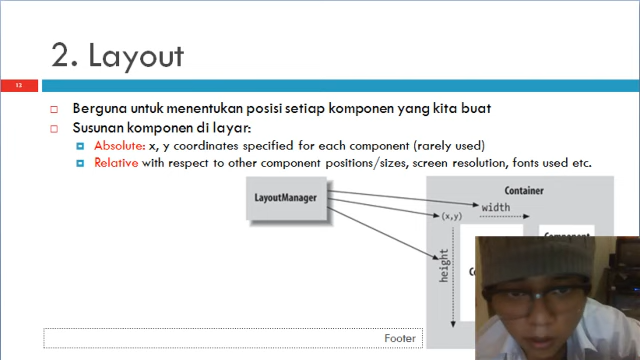 2. Layout
13
Berguna untuk menentukan posisi setiap komponen yang kita buat
Susunan komponen di layar:
Absolute: x, y coordinates specified for each component (rarely used)
Relative with respect to other component positions/sizes, screen resolution, fonts used etc.
LayoutManager
Container
width
(x,y)
height
Footer